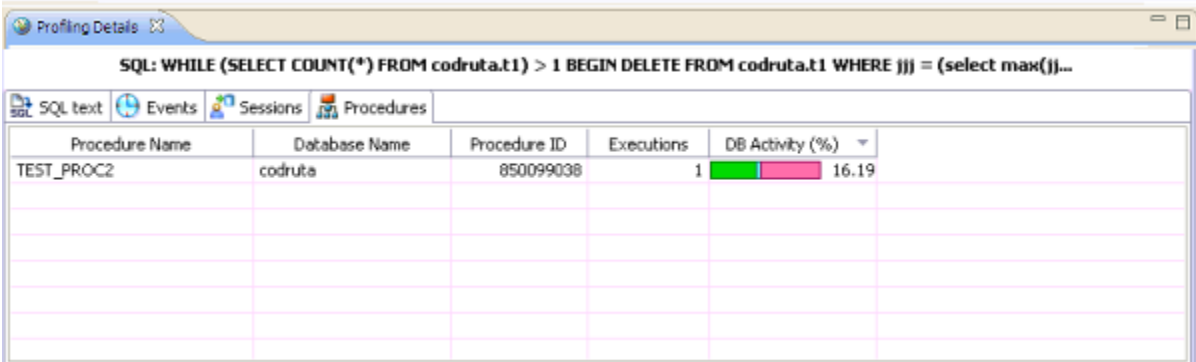 Profiling Details
SQL: WHILE (SELECT COUNT(*) FROM codruta.t1) > 1 BEGIN DELETE FROM codruta.t1 WHERE jjj = (select max(jj...
SQL text Events Sessions Procedures
Procedure Name Database Name Procedure ID Executions DB Activity (%)
TEST_PROC2 codruta 850099038 1 16.19